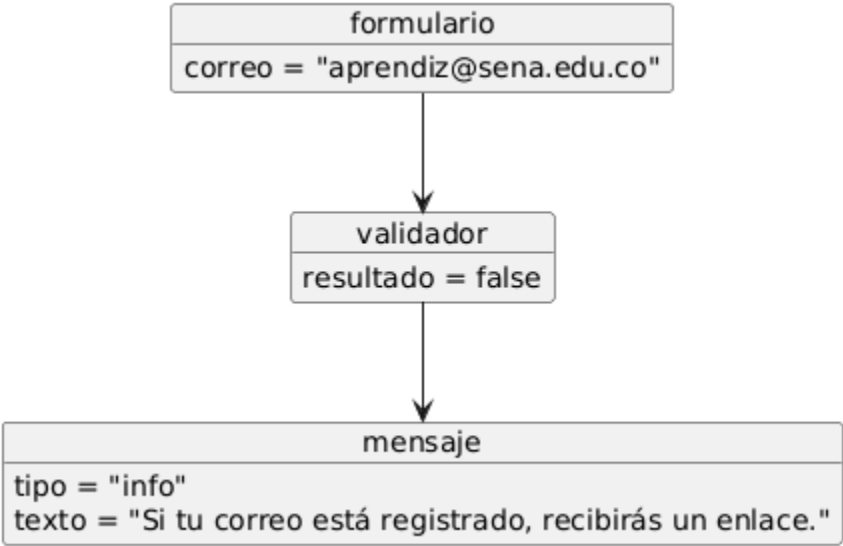 formulario
correo = "aprendiz@sena.edu.co"
validador
resultado = false
mensaje
tipo = "info"
texto = "Si tu correo está registrado, recibirás un enlace."